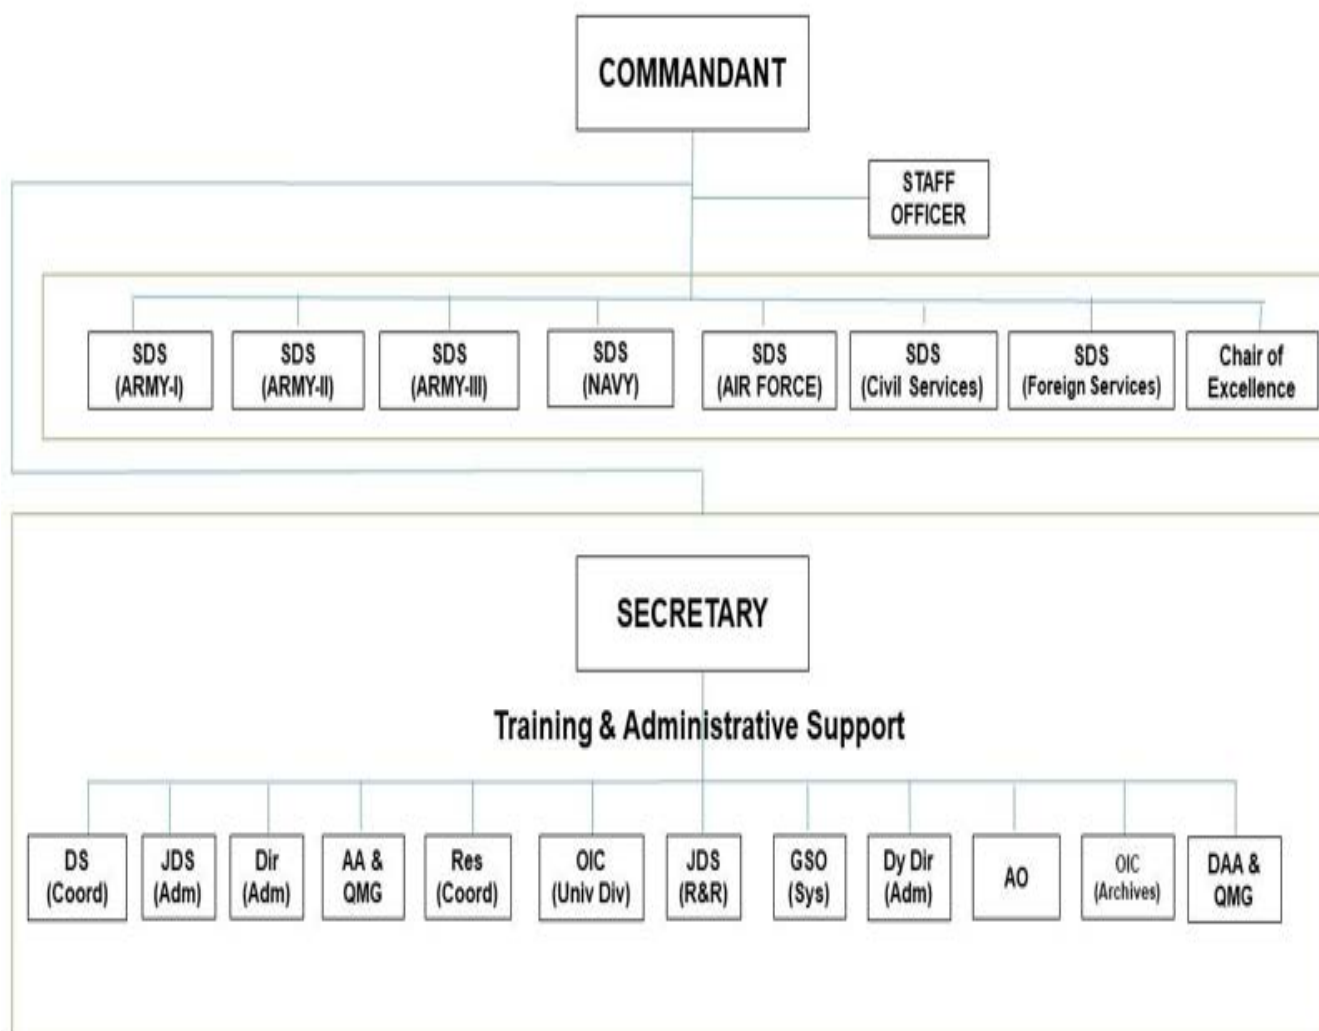 COMMANDANT
STAFF
OFFICER
SDS
(ARMY-I)
SDS
(ARMY-II)
SDS
(ARMY-III)
SDS
(NAVY)
SDS
(AIR FORCE)
SDS
(Civil Services)
SDS
(Foreign Services)
Chair of
Excellence
SECRETARY
Training & Administrative Support
DS
(Coord)
JDS
(Adm)
Dir
(Adm)
AA &
QMG
Res
(Coord)
OIC
(Univ Div)
JDS
(R&R)
GSO
(Sys)
Dy Dir
(Adm)
AO
OIC
(Archives)
DAA &
QMG